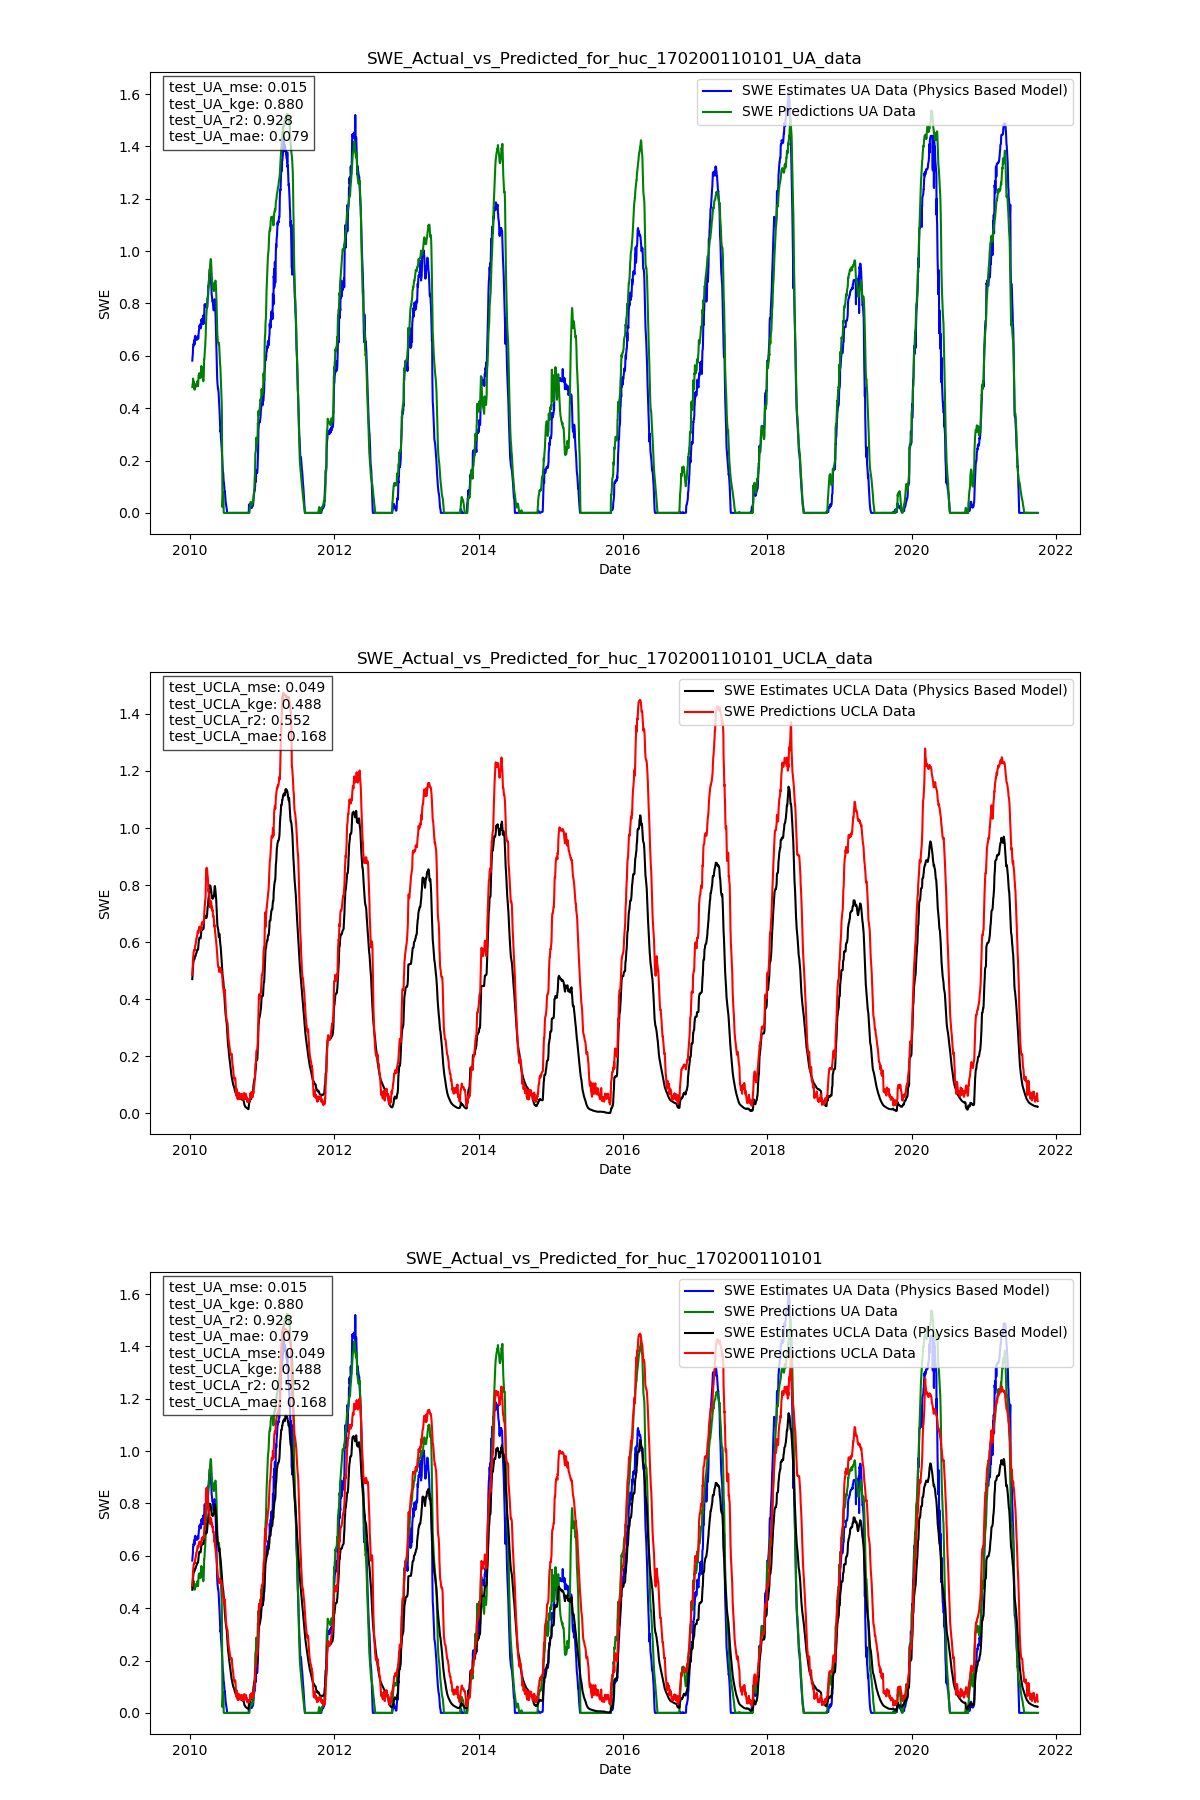 SWE_Actual_vs_Predicted_for_huc_170200110101_UA_data
test_UA_mse: 0.015
test_UA_kge: 0.880
test_UA_r2: 0.928
test_UA_mae: 0.079
SWE Estimates UA Data (Physics Based Model)
SWE Predictions UA Data
1.6
1.4
1.2
1.0
0.8
0.6
0.4
0.2
0.0
SWE
2010 2012 2014 2016 2018 2020 2022
Date
SWE_Actual_vs_Predicted_for_huc_170200110101_UCLA_data
test_UCLA_mse: 0.049
test_UCLA_kge: 0.488
test_UCLA_r2: 0.552
test_UCLA_mae: 0.168
SWE Estimates UCLA Data (Physics Based Model)
SWE Predictions UCLA Data
1.4
1.2
1.0
0.8
0.6
0.4
0.2
0.0
SWE
2010 2012 2014 2016 2018 2020 2022
Date
SWE_Actual_vs_Predicted_for_huc_170200110101
test_UA_mse: 0.015
test_UA_kge: 0.880
test_UA_r2: 0.928
test_UA_mae: 0.079
test_UCLA_mse: 0.049
test_UCLA_kge: 0.488
test_UCLA_r2: 0.552
test_UCLA_mae: 0.168
SWE Estimates UA Data (Physics Based Model)
SWE Predictions UA Data
SWE Estimates UCLA Data (Physics Based Model)
SWE Predictions UCLA Data
1.6
1.4
1.2
1.0
0.8
0.6
0.4
0.2
0.0
SWE
2010 2012 2014 2016 2018 2020 2022
Date